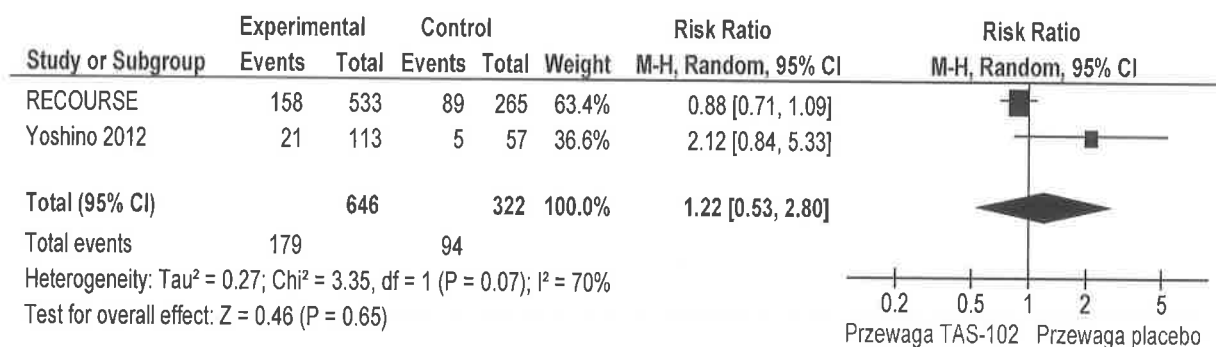 Experimental Control Risk Ratio Risk Ratio
Study or Subgroup Events Total Events Total Weight M-H, Random, 95% CI M-H, Random, 95% CI
RECOURSE 158 533 89 265 63.4% 0.88 [0.71, 1.09]
Yoshino 2012 21 113 5 57 36.6% 2.12 [0.84, 5.33]
Total (95% CI) 646 322 100.0% 1.22 [0.53, 2.80]
Total events 179 94
Heterogeneity: Tau² = 0.27; Chi² = 3.35, df = 1 (P = 0.07); I² = 70%
Test for overall effect: Z = 0.46 (P = 0.65)
0.2 0.5 1 2 5
Przewaga TAS-102 Przewaga placebo